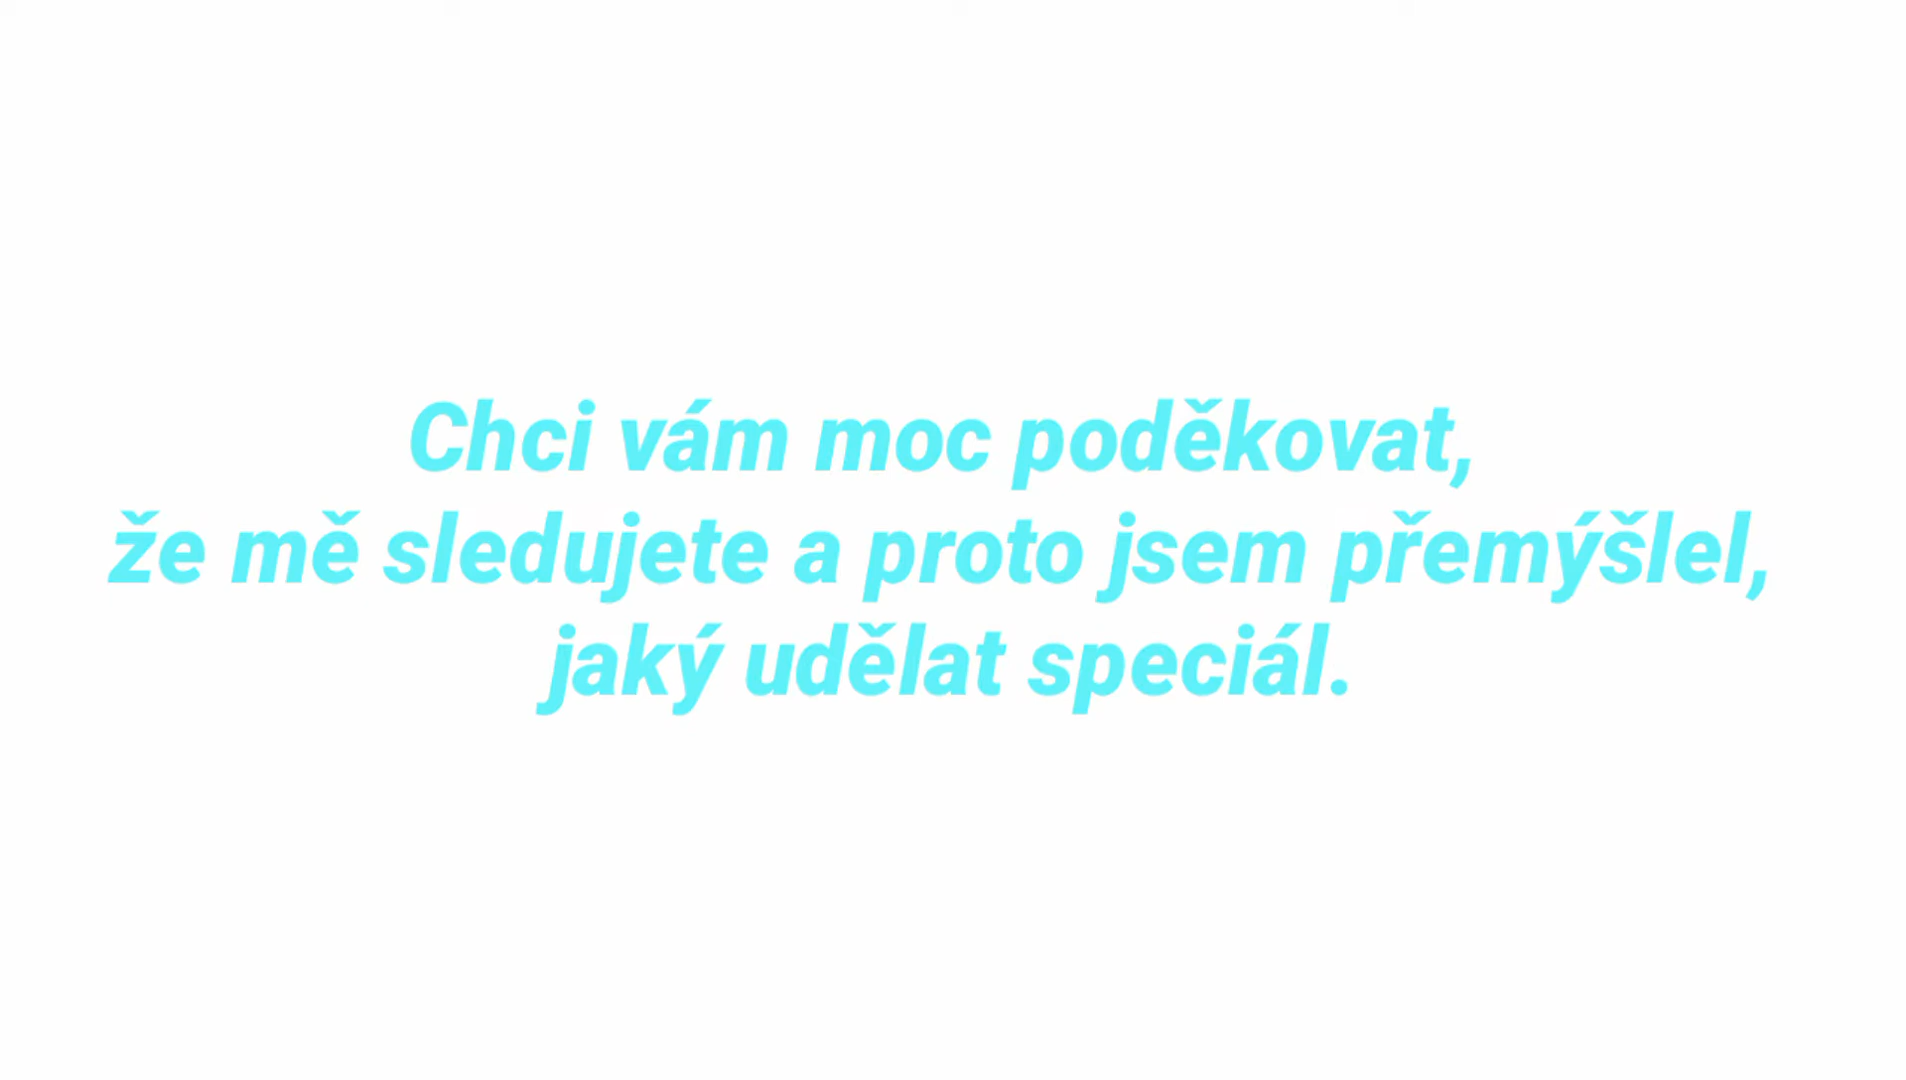 Chci vám moc poděkovat,
že mě sledujete a proto jsem přemýšlel,
jaký udělat speciál.